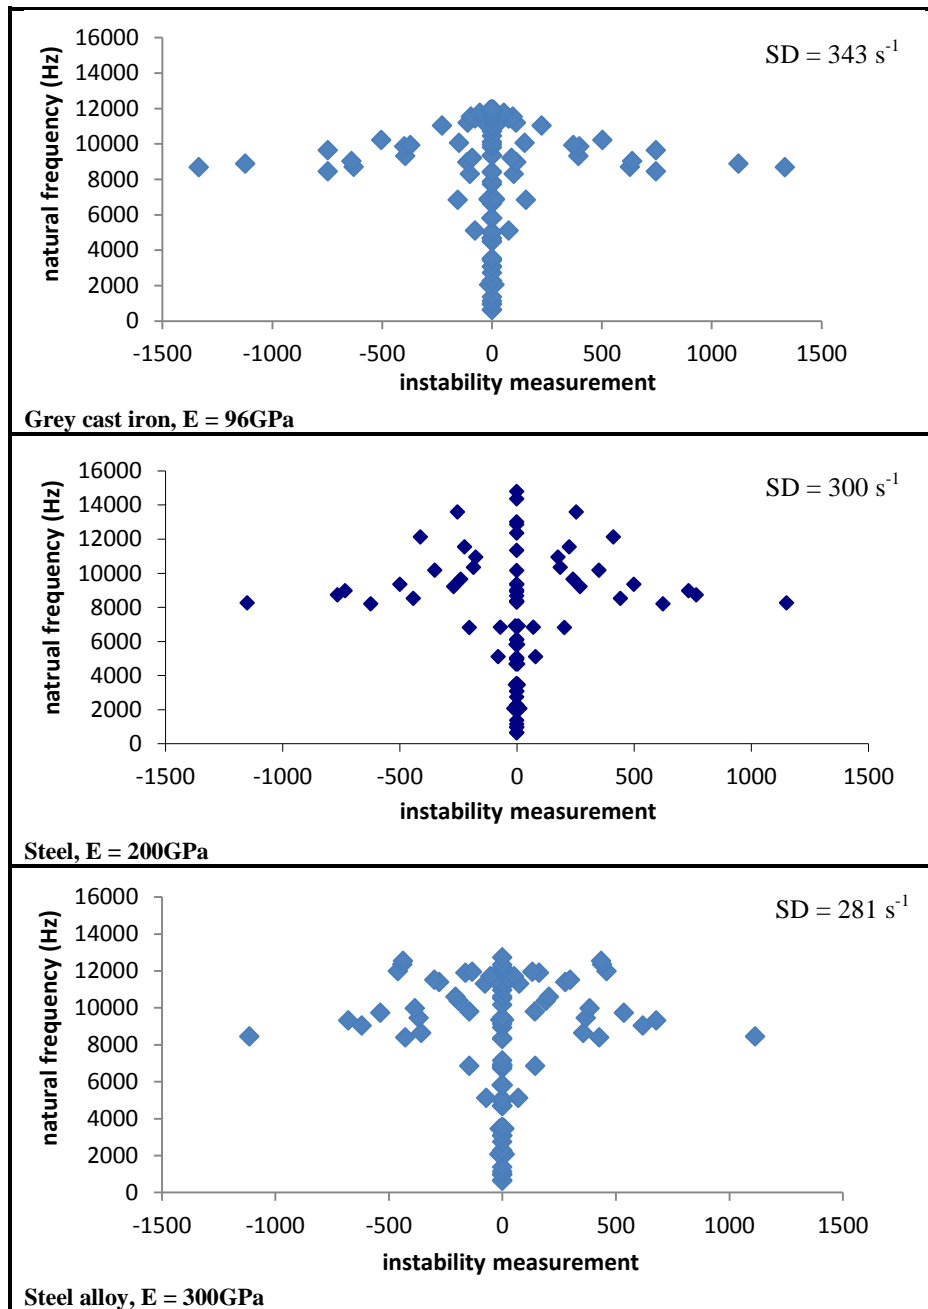 16000
14000
12000
10000
8000
6000
4000
2000
0
natural frequency (Hz)
SD = 343 s-1
-1500 -1000 -500 0 500 1000 1500
instability measurement
Grey cast iron, E = 96GPa
16000
14000
12000
10000
8000
6000
4000
2000
0
natrual frequency (Hz)
SD = 300 s-1
-1500 -1000 -500 0 500 1000 1500
instability measurement
Steel, E = 200GPa
16000
14000
12000
10000
8000
6000
4000
2000
0
natural frequency (Hz)
SD = 281 s-1
-1500 -1000 -500 0 500 1000 1500
instability measurement
Steel alloy, E = 300GPa